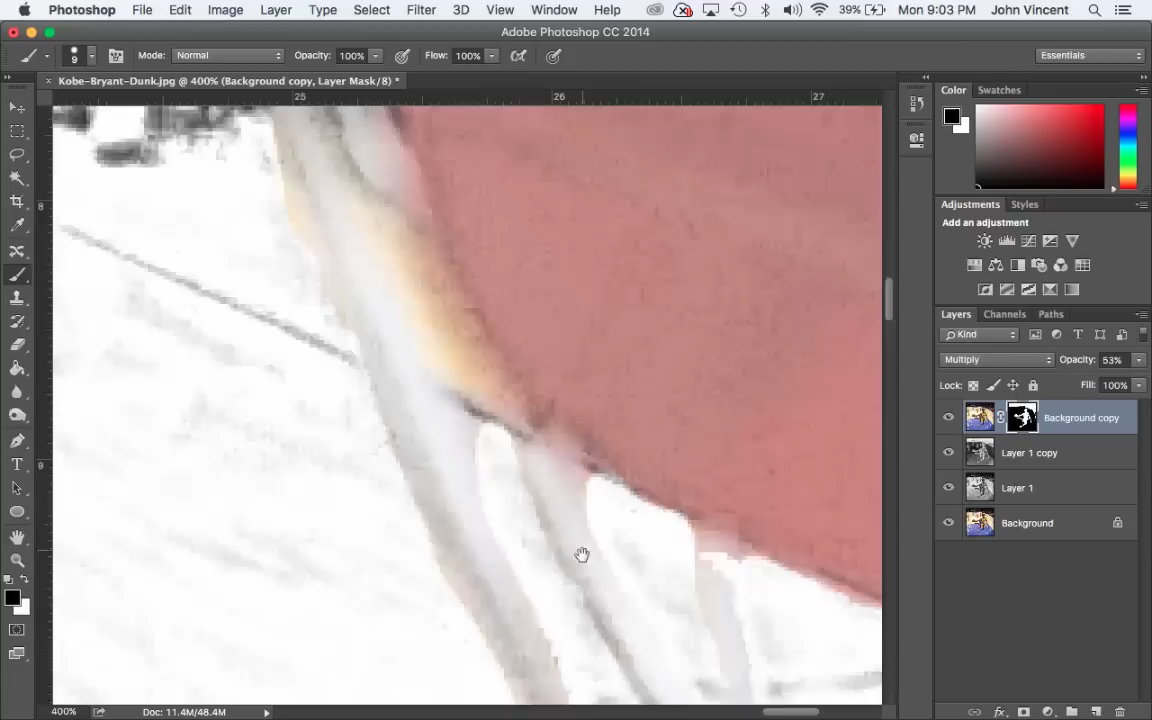 Photoshop File Edit Image Layer Type Select Filter 3D View Window Help 39% Mon 9:03 PM John Vincent
Adobe Photoshop CC 2014
9 Mode: Normal Opacity: 100% Flow: 100% Essentials
× Kobe-Bryant-Dunk.jpg @ 400% (Background copy, Layer Mask/8) *
25 26 27
8
9
Color Swatches
Adjustments Styles
Add an adjustment
Layers Channels Paths
Kind
Multiply Opacity: 53%
Lock: Fill: 100%
Background copy
Layer 1 copy
Layer 1
Background
400% Doc: 11.4M/48.4M